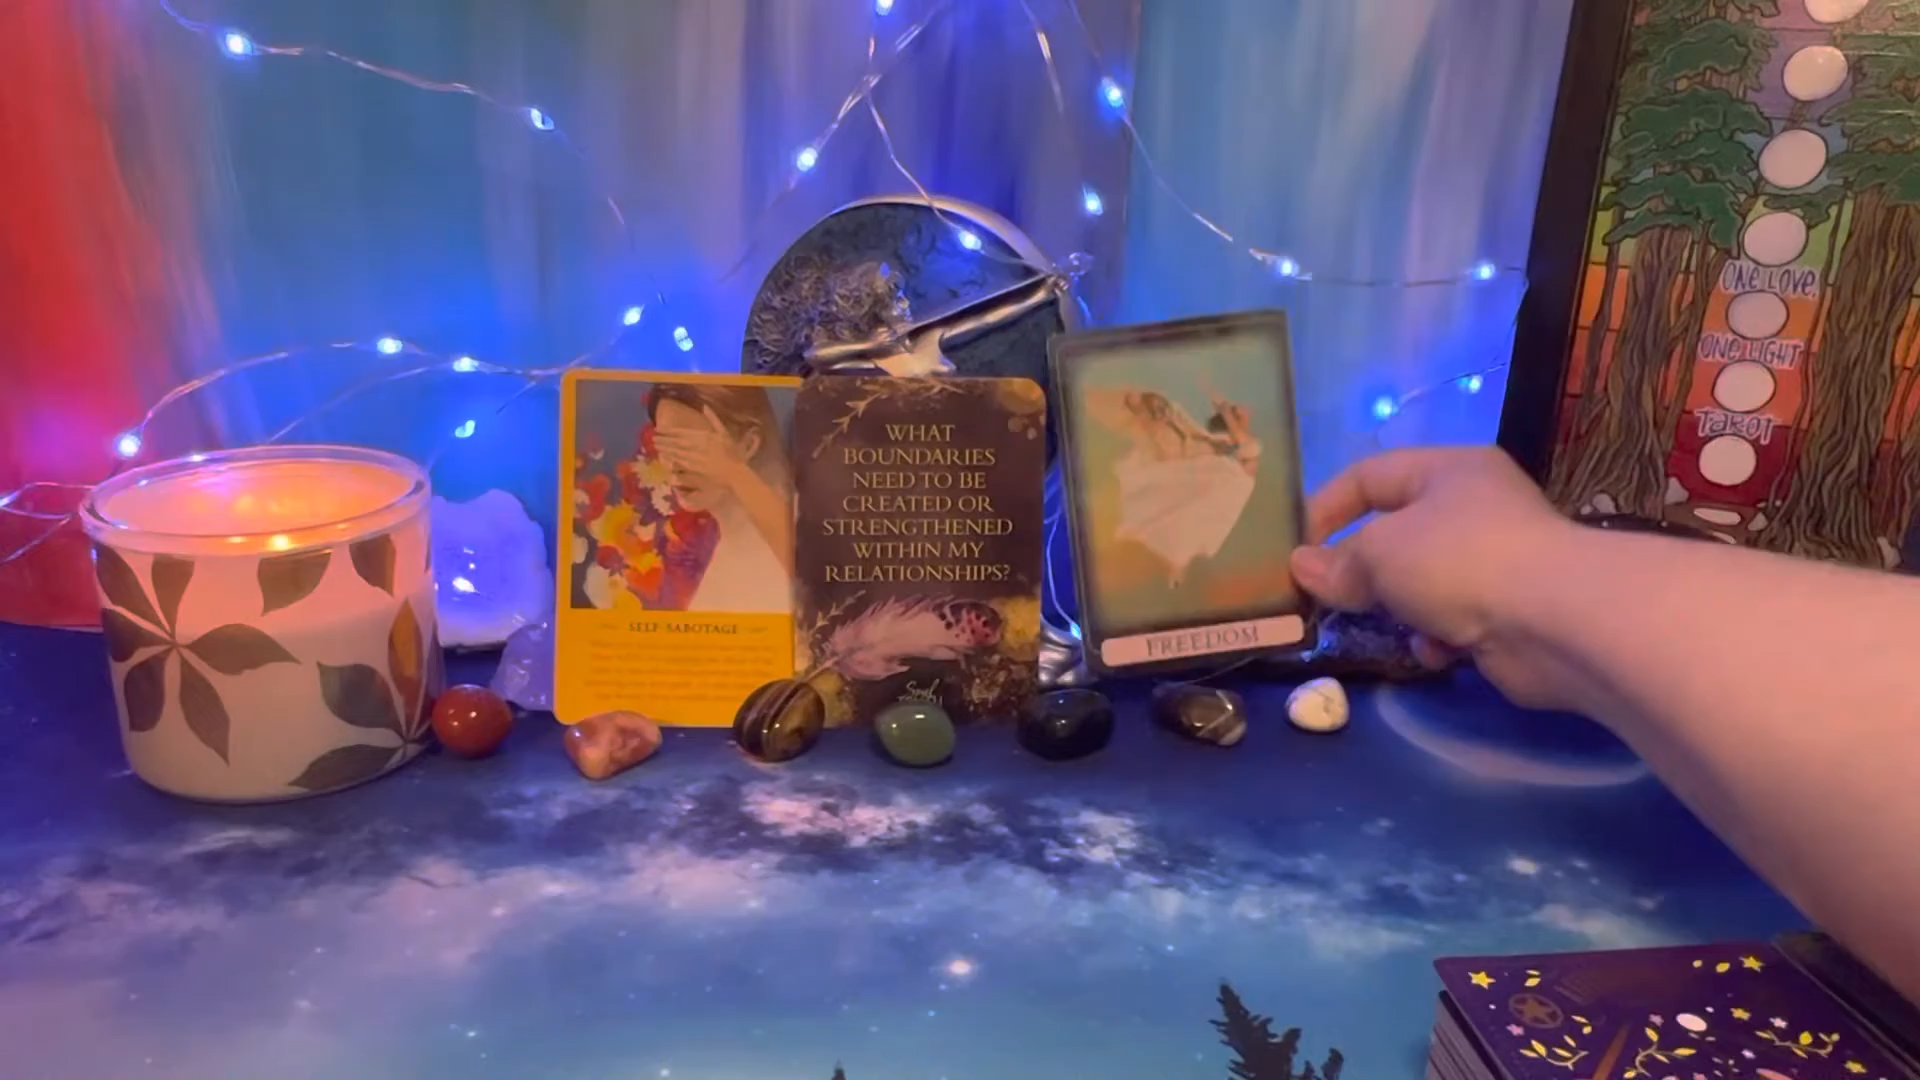 ONE LOVE,
ONE LIGHT
TAROT
SELF SABOTAGE
WHAT
BOUNDARIES
NEED TO BE
CREATED OR
STRENGTHENED
WITHIN MY
RELATIONSHIPS?
FREEDOM